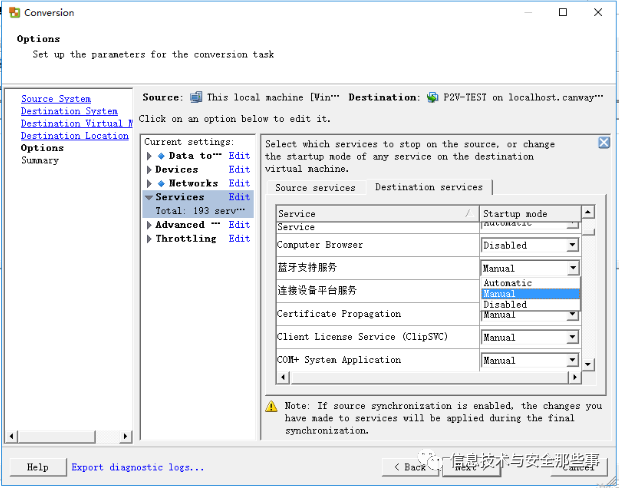 Conversion
Options
Set up the parameters for the conversion task
Source System
Destination System
Destination Virtual M
Destination Location
Options
Summary
Source: This local machine [Win… Destination: P2V-TEST on localhost.canway…
Click on an option below to edit it.
Current settings:
Data to… Edit
Devices Edit
Networks Edit
Services Edit
Total: 193 serv…
Advanced … Edit
Throttling Edit
Select which services to stop on the source, or change
the startup mode of any service on the destination
virtual machine.
Source services Destination services
Service / Startup mode
Service Automatic
Computer Browser Disabled
蓝牙支持服务 Manual
Automatic
连接设备平台服务 Manual
Disabled
Certificate Propagation Manual
Client License Service (ClipSVC) Manual
COM+ System Application Manual
Note: If source synchronization is enabled, the changes you
have made to services will be applied during the final
synchronization.
Help Export diagnostic logs... < Back Next > Cancel
信息技术与安全那些事